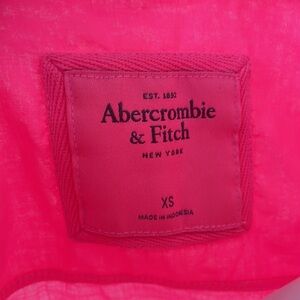 EST. 1892
Abercrombie
& Fitch
NEW YORK
XS
MADE IN INDONESIA